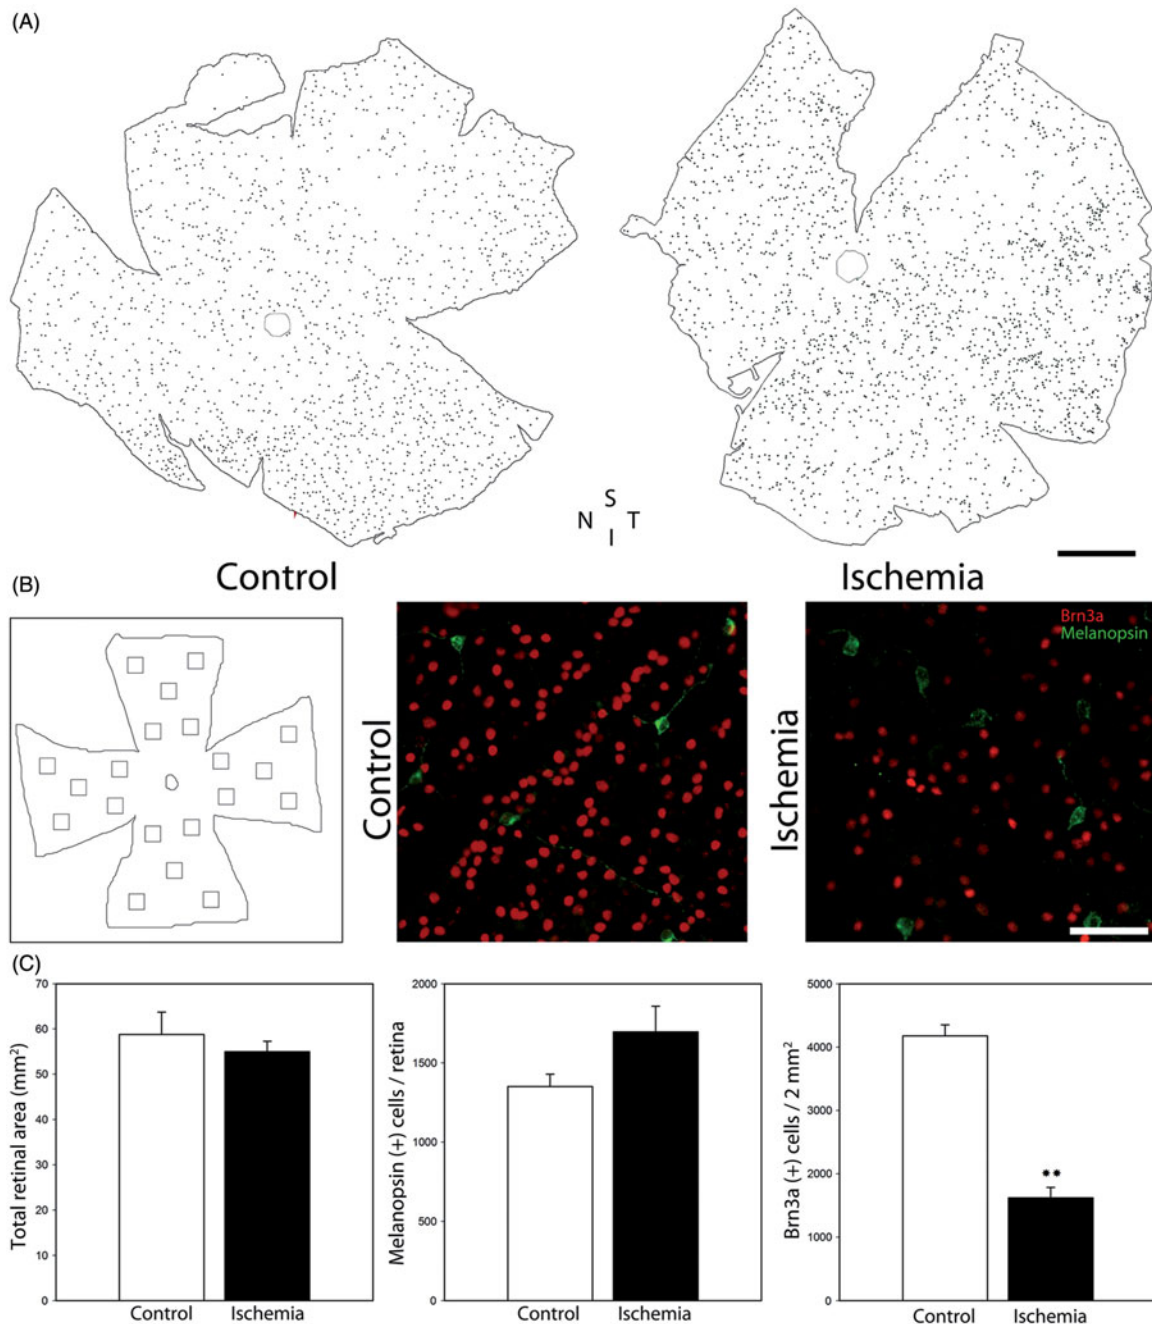 (A)
S
N T
I
Control Ischemia
(B)
Control
Ischemia
Brn3a
Melanopsin
(C)
Total retinal area (mm²)
70
60
50
40
30
20
10
0
Control Ischemia
Melanopsin (+) cells / retina
2000
1500
1000
500
0
Control Ischemia
Brn3a (+) cells / 2 mm²
5000
4000
3000
2000
1000
0
**
Control Ischemia